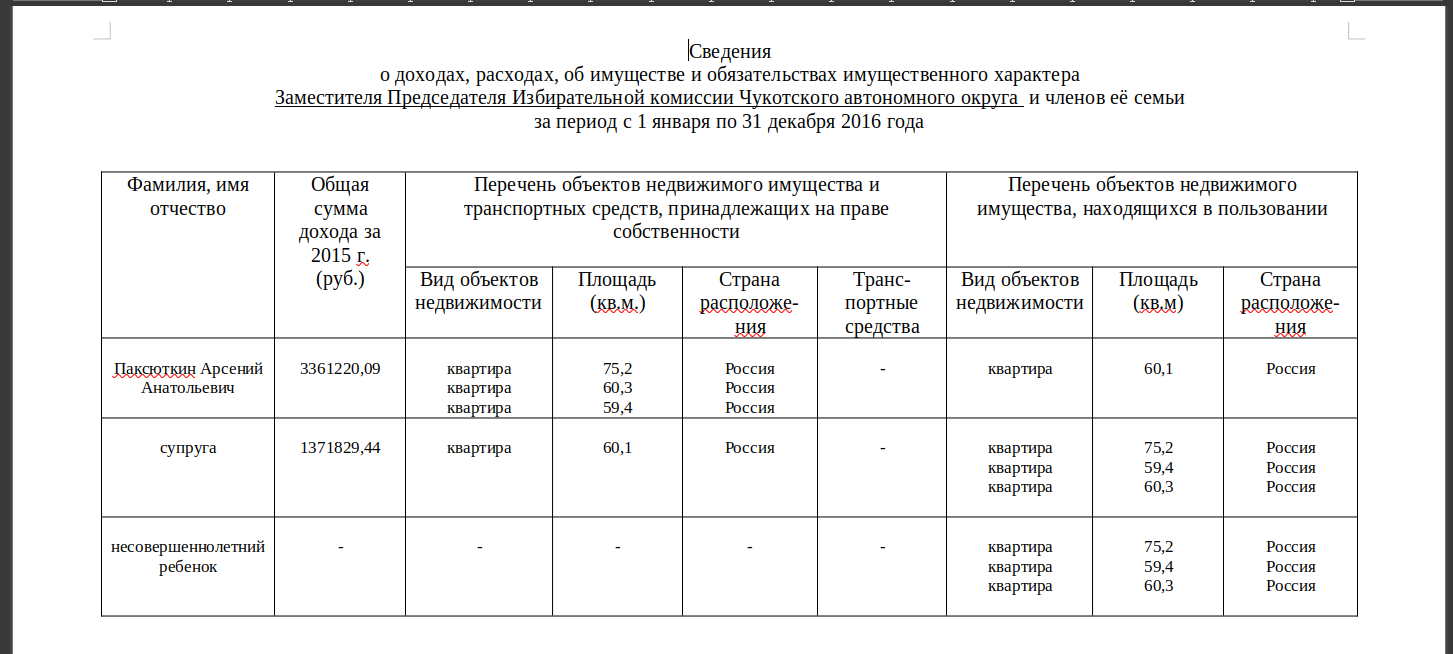 Сведения
о доходах, расходах, об имуществе и обязательствах имущественного характера
Заместителя Председателя Избирательной комиссии Чукотского автономного округа и членов её семьи
за период с 1 января по 31 декабря 2016 года
Фамилия, имя
отчество
Общая
сумма
дохода за
2015 г.
(руб.)
Перечень объектов недвижимого имущества и
транспортных средств, принадлежащих на праве
собственности
Перечень объектов недвижимого
имущества, находящихся в пользовании
Вид объектов
недвижимости
Площадь
(кв.м.)
Страна
расположе-
ния
Транс-
портные
средства
Вид объектов
недвижимости
Площадь
(кв.м)
Страна
расположе-
ния
Паксюткин Арсений
Анатольевич
3361220,09
квартира
квартира
квартира
75,2
60,3
59,4
Россия
Россия
Россия
-
квартира
60,1
Россия
супруга
1371829,44
квартира
60,1
Россия
-
квартира
квартира
квартира
75,2
59,4
60,3
Россия
Россия
Россия
несовершеннолетний
ребенок
-
-
-
-
-
квартира
квартира
квартира
75,2
59,4
60,3
Россия
Россия
Россия